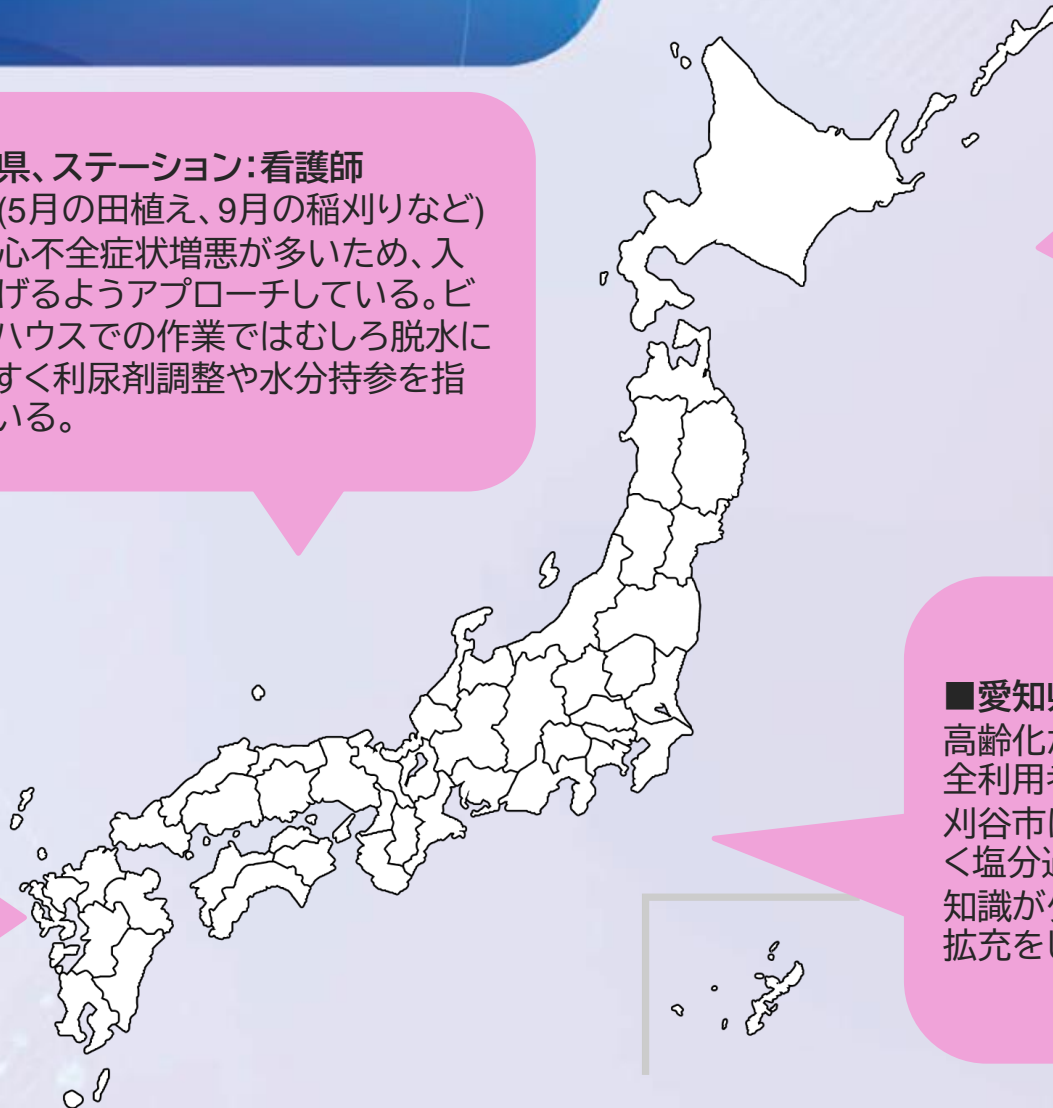 県、ステーション：看護師
(5月の田植え、9月の稲刈りなど)
心不全症状増悪が多いため、入
げるようアプローチしている。ビ
ハウスでの作業ではむしろ脱水に
すく利尿剤調整や水分持参を指
いる。
■愛知
高齢化
全利用
刈谷市
く塩分
知識が
拡充を